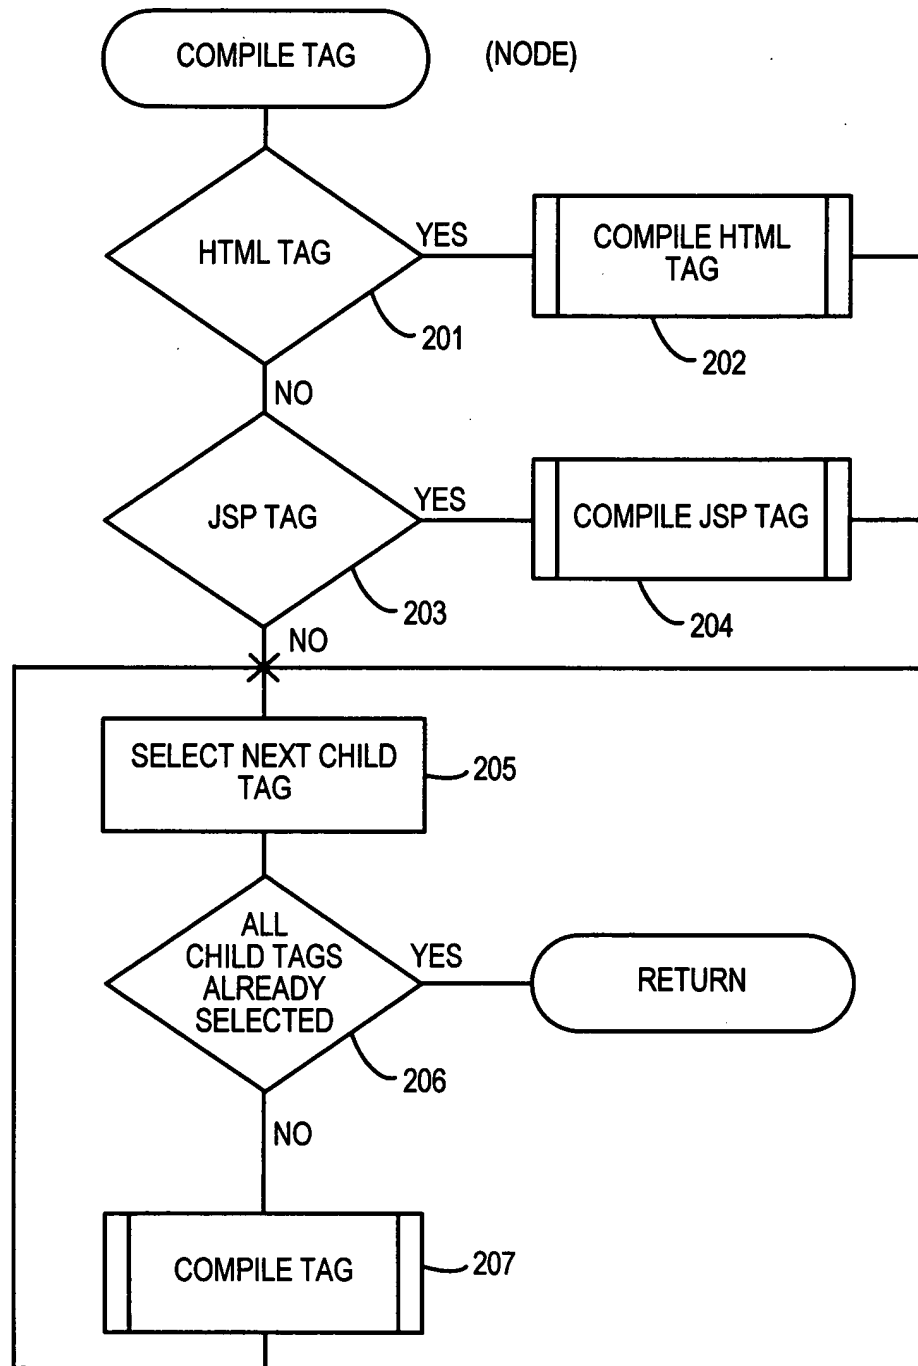 COMPILE TAG
(NODE)
HTML TAG
YES
COMPILE HTML
TAG
201
202
NO
JSP TAG
YES
COMPILE JSP TAG
203
204
NO
SELECT NEXT CHILD
TAG
205
ALL
CHILD TAGS
ALREADY
SELECTED
YES
RETURN
206
NO
COMPILE TAG
207